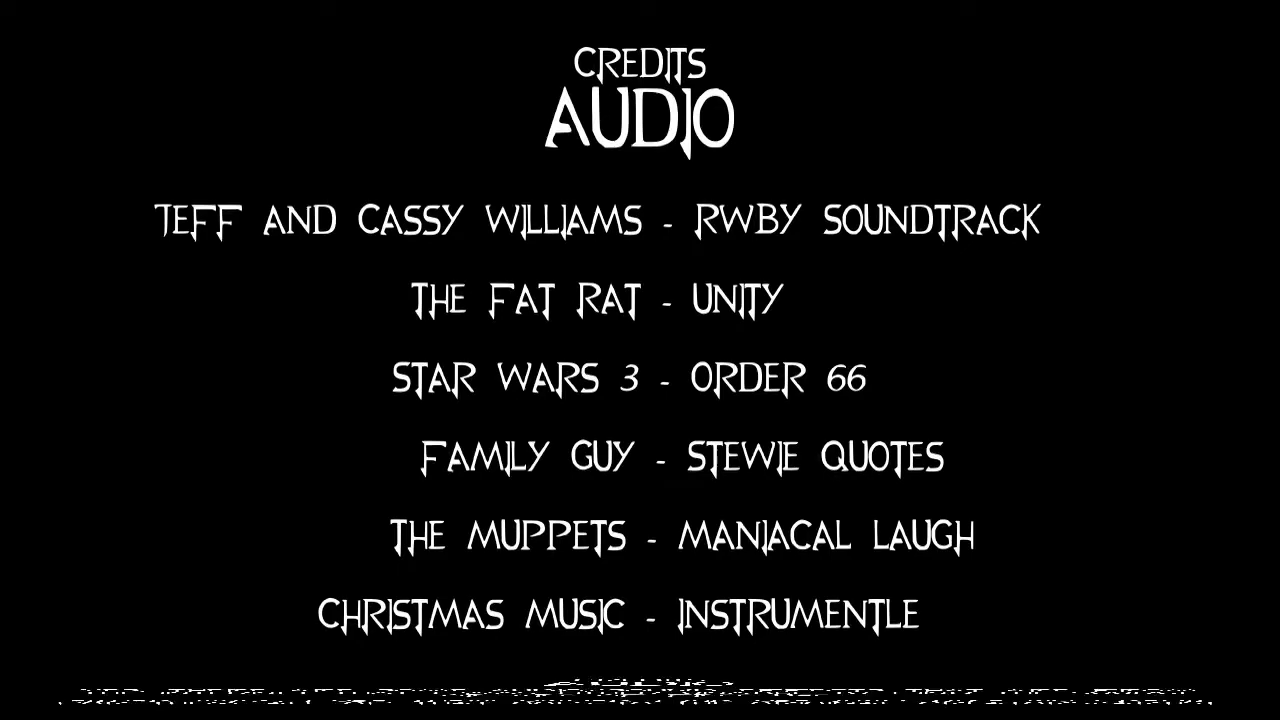 CREDITS
AUDIO
JEFF AND CASSY WILLIAMS - RWBY SOUNDTRACK
THE FAT RAT - UNITY
STAR WARS 3 - ORDER 66
FAMILY GUY - STEWIE QUOTES
THE MUPPETS - MANIACAL LAUGH
CHRISTMAS MUSIC - INSTRUMENTLE